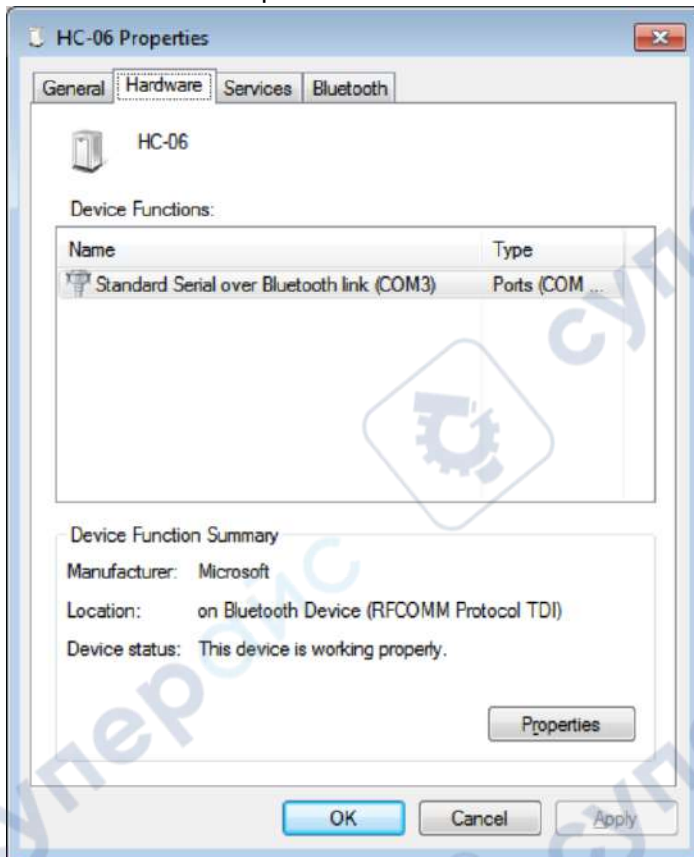 HC-06 Properties
General Hardware Services Bluetooth
HC-06
Device Functions:
Name Type
Standard Serial over Bluetooth link (COM3) Ports (COM ...
Device Function Summary
Manufacturer: Microsoft
Location: on Bluetooth Device (RFCOMM Protocol TDI)
Device status: This device is working properly.
Properties
OK Cancel Apply